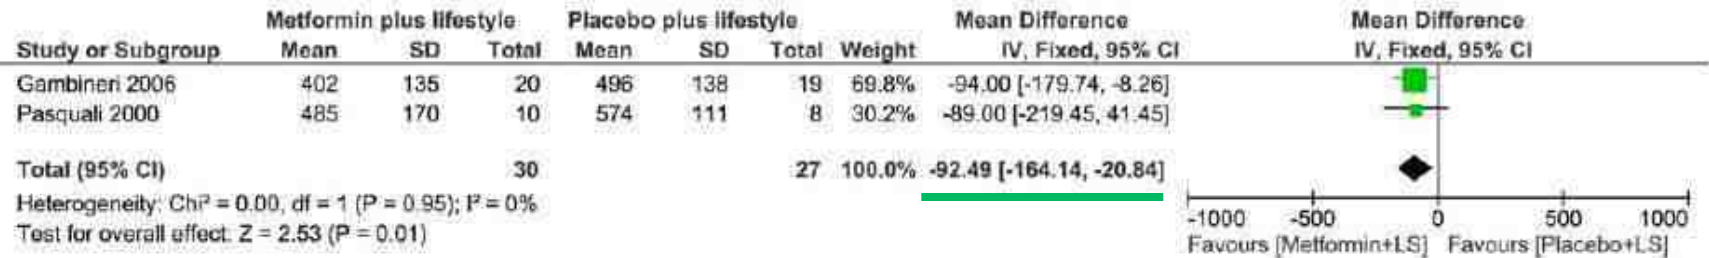 Metformin plus lifestyle Placebo plus lifestyle Mean Difference Mean Difference
Study or Subgroup Mean SD Total Mean SD Total Weight IV, Fixed, 95% CI IV, Fixed, 95% CI
Gambineri 2006 402 135 20 496 138 19 69.8% -94.00 [-179.74, -8.26]
Pasquali 2000 485 170 10 574 111 8 30.2% -89.00 [-219.45, 41.45]
Total (95% CI) 30 27 100.0% -92.49 [-164.14, -20.84]
Heterogeneity: Chi² = 0.00, df = 1 (P = 0.95); I² = 0%
Test for overall effect: Z = 2.53 (P = 0.01)
-1000 -500 0 500 1000
Favours [Metformin+LS] Favours [Placebo+LS]